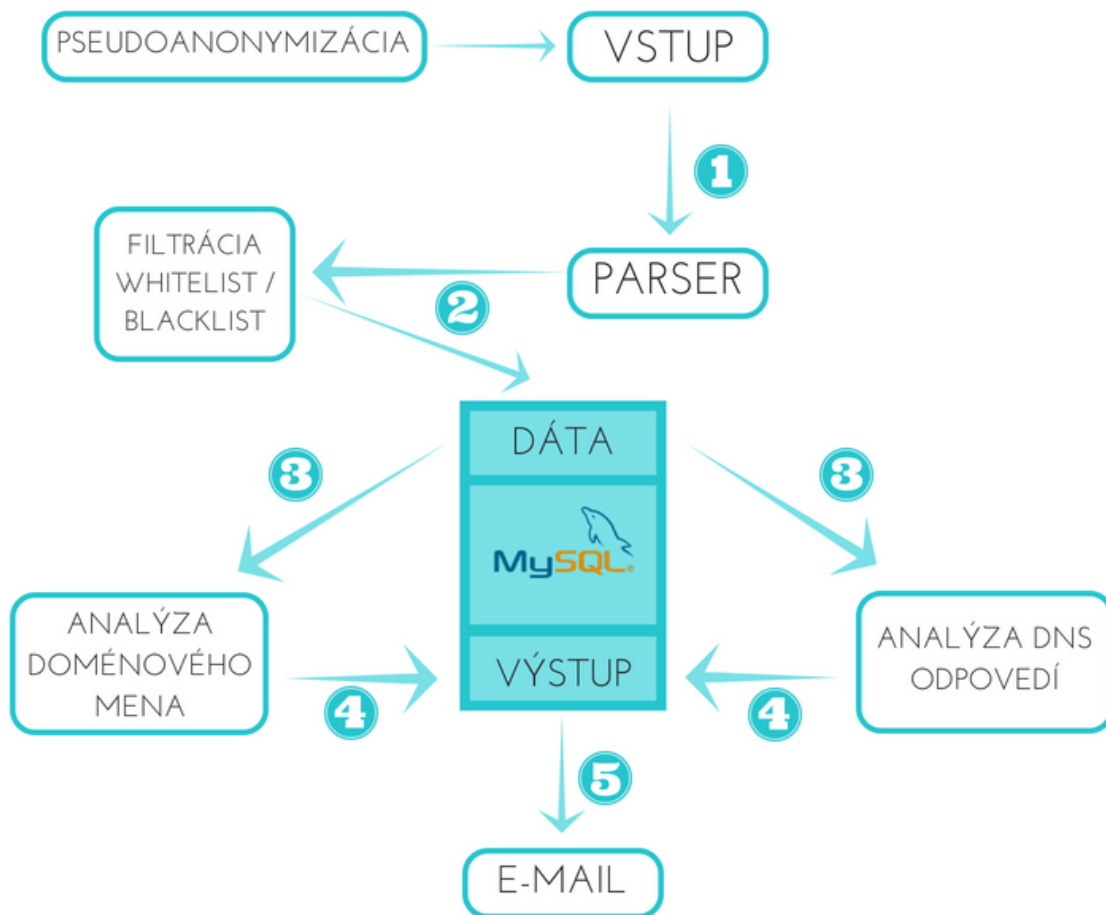 PSEUDOANONYMIZÁCIA
VSTUP
1
FILTRÁCIA
WHITELIST /
BLACKLIST
PARSER
2
DÁTA
3
3
MySQL®
ANALÝZA
DOMÉNOVÉHO
MENA
ANALÝZA DNS
ODPOVEDÍ
VÝSTUP
4
4
5
E-MAIL